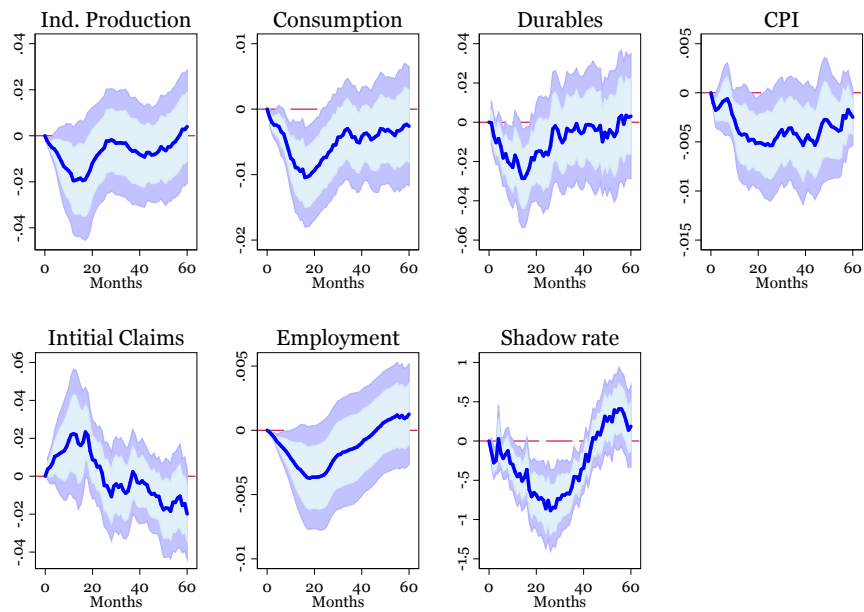 Ind. Production
.04
.02
0
-.02
-.04
0 20 40 60
Months
Consumption
.01
0
-.01
-.02
0 20 40 60
Months
Durables
.04
.02
0
-.02
-.04
-.06
0 20 40 60
Months
CPI
.005
0
-.005
-.01
-.015
0 20 40 60
Months
Intitial Claims
.06
.04
.02
0
-.02
-.04
0 20 40 60
Months
Employment
.005
0
-.005
-.01
0 20 40 60
Months
Shadow rate
1
.5
0
-.5
-1
-1.5
0 20 40 60
Months